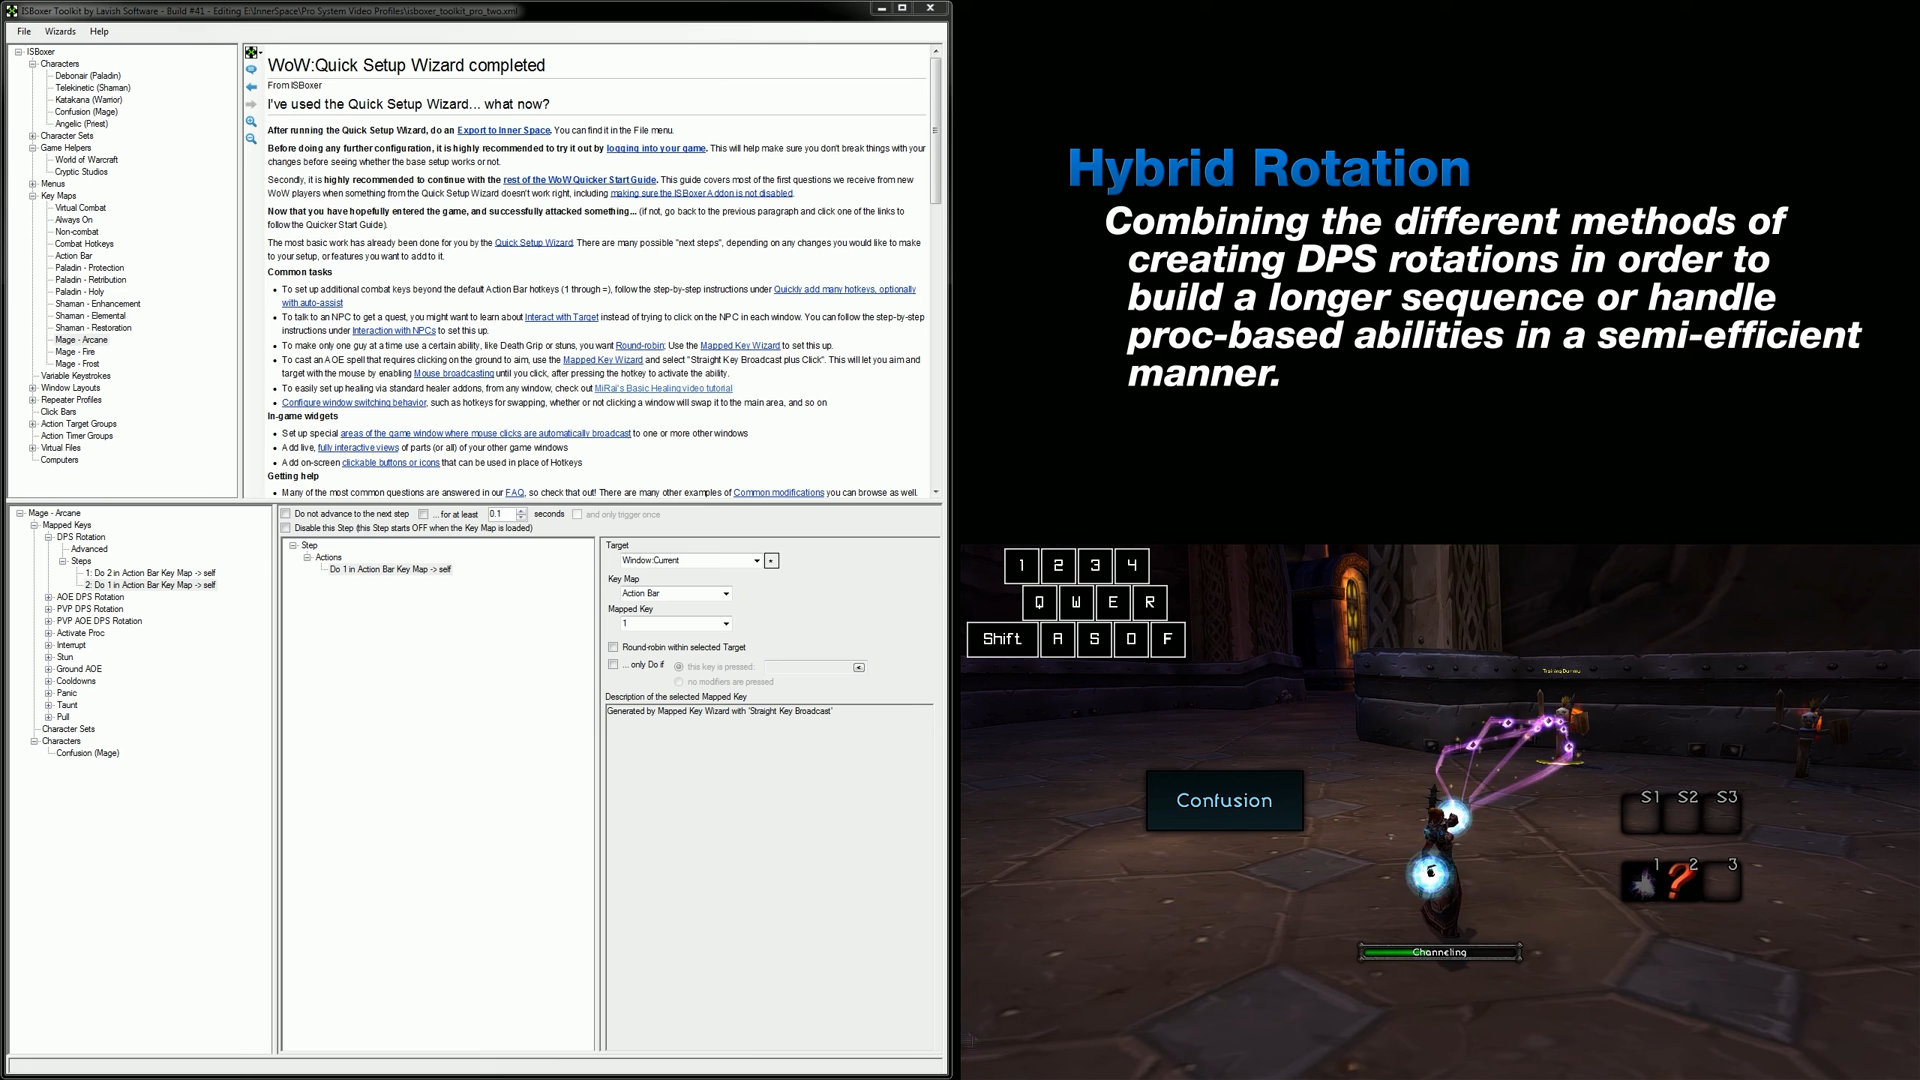 ISBoxer Toolkit by Lavish Software - Build #41 - Editing E:\InnerSpace\Pro System Video Profiles\isboxer_toolkit_pro_two.xml
File Wizards Help
ISBoxer
Characters
Debonair (Paladin)
Telekinetic (Shaman)
Katakana (Warrior)
Confusion (Mage)
Angelic (Priest)
Character Sets
Game Helpers
World of Warcraft
Cryptic Studios
Menus
Key Maps
Virtual Combat
Always On
Non-combat
Combat Hotkeys
Action Bar
Paladin - Protection
Paladin - Retribution
Paladin - Holy
Shaman - Enhancement
Shaman - Elemental
Shaman - Restoration
Mage - Arcane
Mage - Fire
Mage - Frost
Variable Keystrokes
Window Layouts
Repeater Profiles
Click Bars
Action Target Groups
Action Timer Groups
Virtual Files
Computers
WoW:Quick Setup Wizard completed
From ISBoxer
I've used the Quick Setup Wizard... what now?
After running the Quick Setup Wizard, do an Export to Inner Space. You can find it in the File menu.
Before doing any further configuration, it is highly recommended to try it out by logging into your game. This will help make sure you don't break things with your
changes before seeing whether the base setup works or not.
Secondly, it is highly recommended to continue with the rest of the WoW Quicker Start Guide. This guide covers most of the first questions we receive from new
WoW players when something from the Quick Setup Wizard doesn't work right, including making sure the ISBoxer Addon is not disabled.
Now that you have hopefully entered the game, and successfully attacked something... (if not, go back to the previous paragraph and click one of the links to
follow the Quicker Start Guide).
The most basic work has already been done for you by the Quick Setup Wizard. There are many possible "next steps", depending on any changes you would like to make
to your setup, or features you want to add to it.
Common tasks
• To set up additional combat keys beyond the default Action Bar hotkeys (1 through =), follow the step-by-step instructions under Quickly add many hotkeys, optionally
with auto-assist
• To talk to an NPC to get a quest, you might want to learn about Interact with Target instead of trying to click on the NPC in each window. You can follow the step-by-step
instructions under Interaction with NPCs to set this up.
• To make only one guy at a time use a certain ability, like Death Grip or stuns, you want Round-robin; Use the Mapped Key Wizard to set this up.
• To cast an AOE spell that requires clicking on the ground to aim, use the Mapped Key Wizard and select "Straight Key Broadcast plus Click". This will let you aim and
target with the mouse by enabling Mouse broadcasting until you click, after pressing the hotkey to activate the ability.
• To easily set up healing via standard healer addons, from any window, check out MiRai's Basic Healing video tutorial
• Configure window switching behavior, such as hotkeys for swapping, whether or not clicking a window will swap it to the main area, and so on
In-game widgets
• Set up special areas of the game window where mouse clicks are automatically broadcast to one or more other windows
• Add live, fully interactive views of parts (or all) of your other game windows
• Add on-screen clickable buttons or icons that can be used in place of Hotkeys
Getting help
• Many of the most common questions are answered in our FAQ, so check that out! There are many other examples of Common modifications you can browse as well.
Mage - Arcane
Mapped Keys
DPS Rotation
Advanced
Steps
1: Do 2 in Action Bar Key Map -> self
2: Do 1 in Action Bar Key Map -> self
AOE DPS Rotation
PVP DPS Rotation
PVP AOE DPS Rotation
Activate Proc
Interrupt
Stun
Ground AOE
Cooldowns
Panic
Taunt
Pull
Character Sets
Characters
Confusion (Mage)
Do not advance to the next step ... for at least 0.1 seconds and only trigger once
Disable this Step (this Step starts OFF when the Key Map is loaded)
Step
Actions
Do 1 in Action Bar Key Map -> self
Target
Window:Current
Key Map
Action Bar
Mapped Key
1
Round-robin within selected Target
... only Do if this key is pressed: <
no modifiers are pressed
Description of the selected Mapped Key
Generated by Mapped Key Wizard with 'Straight Key Broadcast'
Hybrid Rotation
Combining the different methods of
creating DPS rotations in order to
build a longer sequence or handle
proc-based abilities in a semi-efficient
manner.
1 2 3 4
Q W E R
Shift A S D F
Training Dummy
Confusion
S1 S2 S3
1 2 3
Channeling